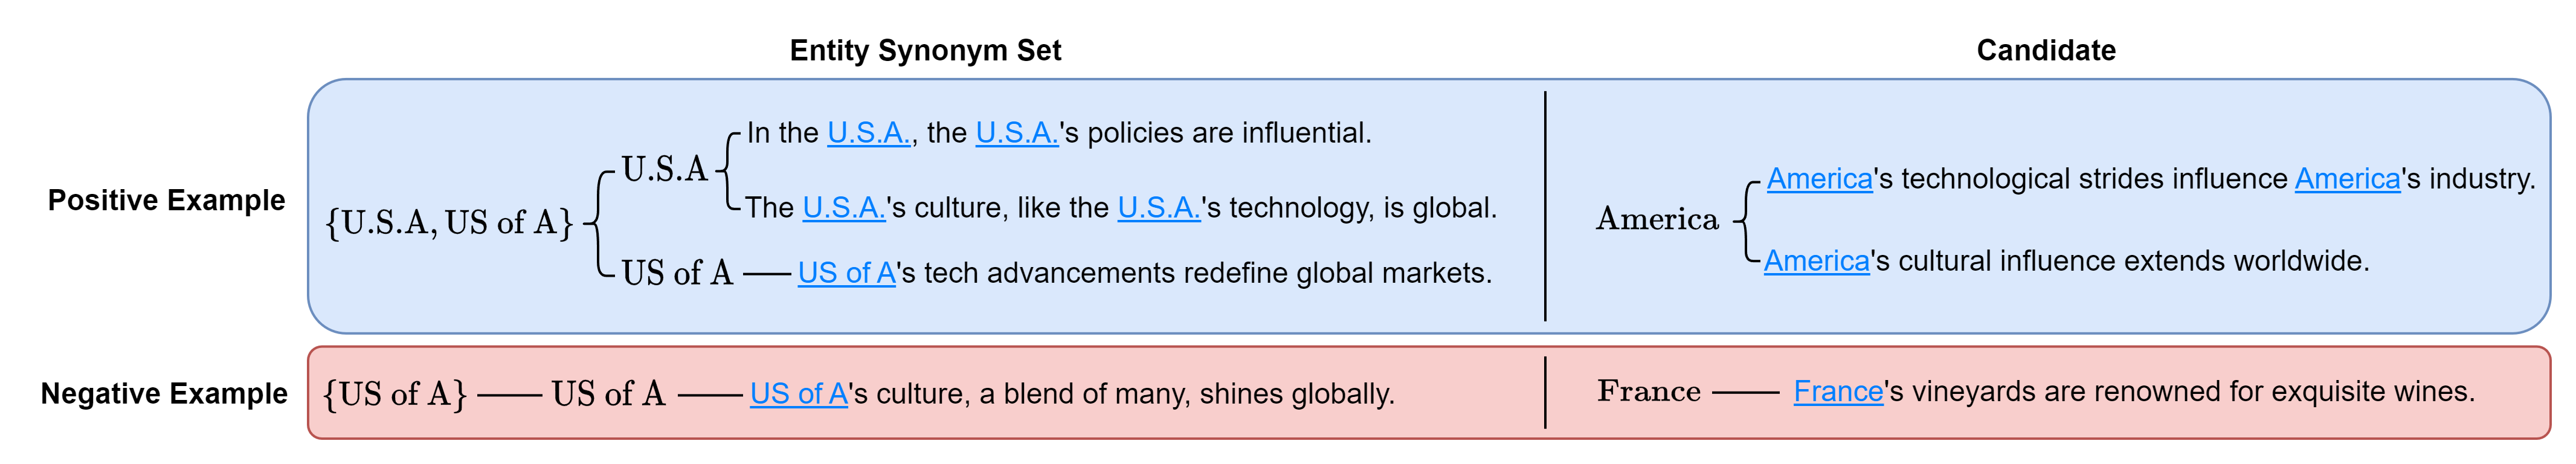 Entity Synonym Set
Candidate
Positive Example
{U.S.A, US of A}
U.S.A
In the U.S.A., the U.S.A.'s policies are influential.
The U.S.A.'s culture, like the U.S.A.'s technology, is global.
US of A
US of A's tech advancements redefine global markets.
America
America's technological strides influence America's industry.
America's cultural influence extends worldwide.
Negative Example
{US of A}
US of A
US of A's culture, a blend of many, shines globally.
France
France's vineyards are renowned for exquisite wines.